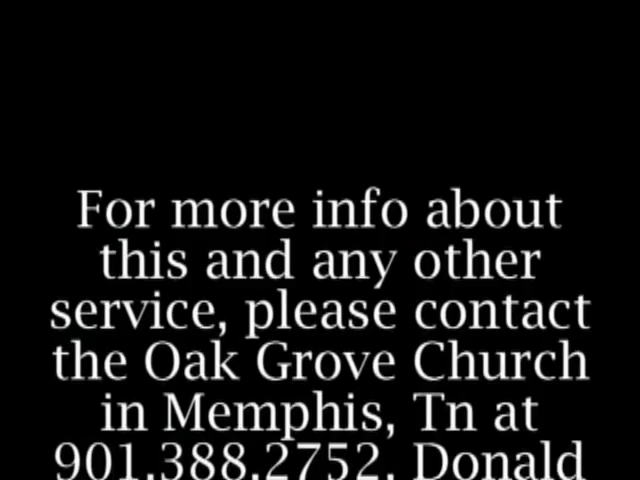 For more info about
this and any other
service, please contact
the Oak Grove Church
in Memphis, Tn at
901.388.2752. Donald